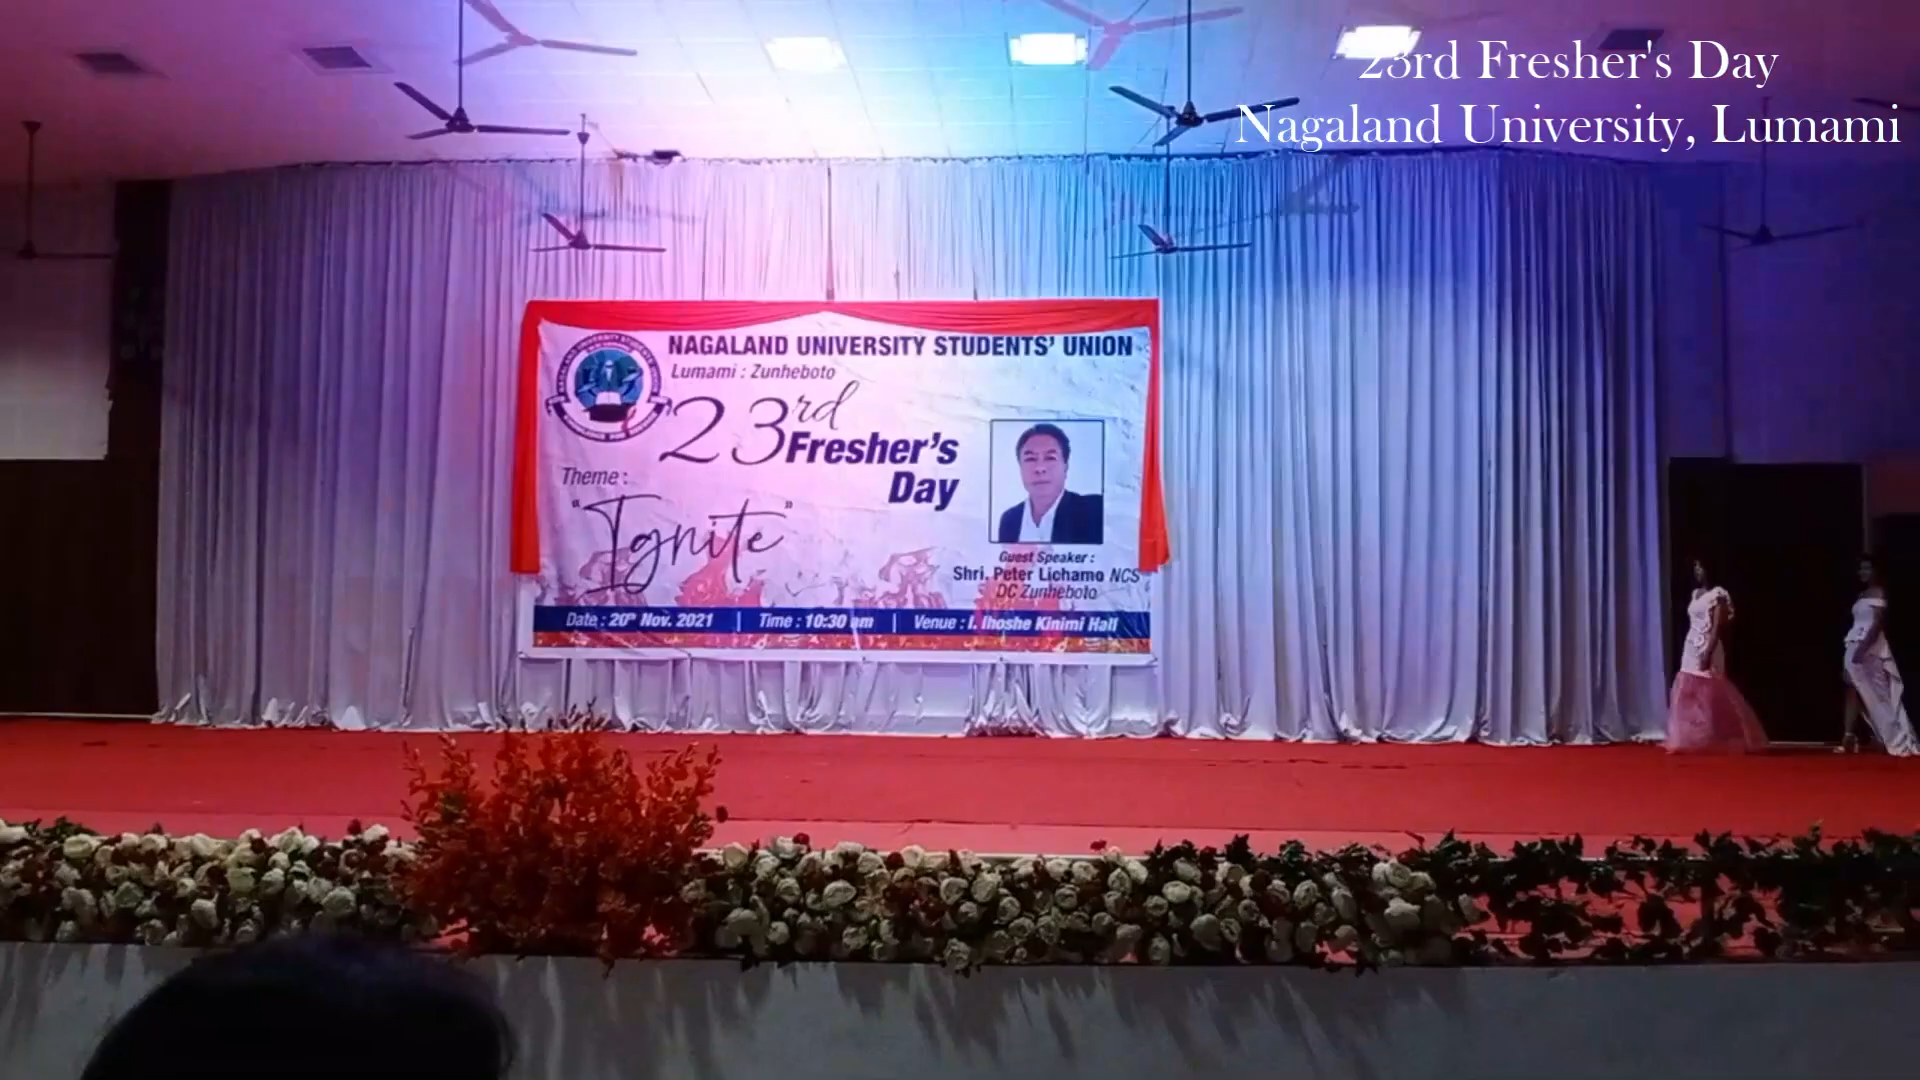 23rd Fresher's Day
Nagaland University, Lumami
NAGALAND UNIVERSITY STUDENTS' UNION
Lumami : Zunheboto
23rd
Fresher's
Day
Theme :
"Ignite"
Guest Speaker :
Shri. Peter Lichamo NCS
DC Zunheboto
Date : 20th Nov. 2021 | Time : 10:30 am | Venue : I. Ihoshe Kinimi Hall